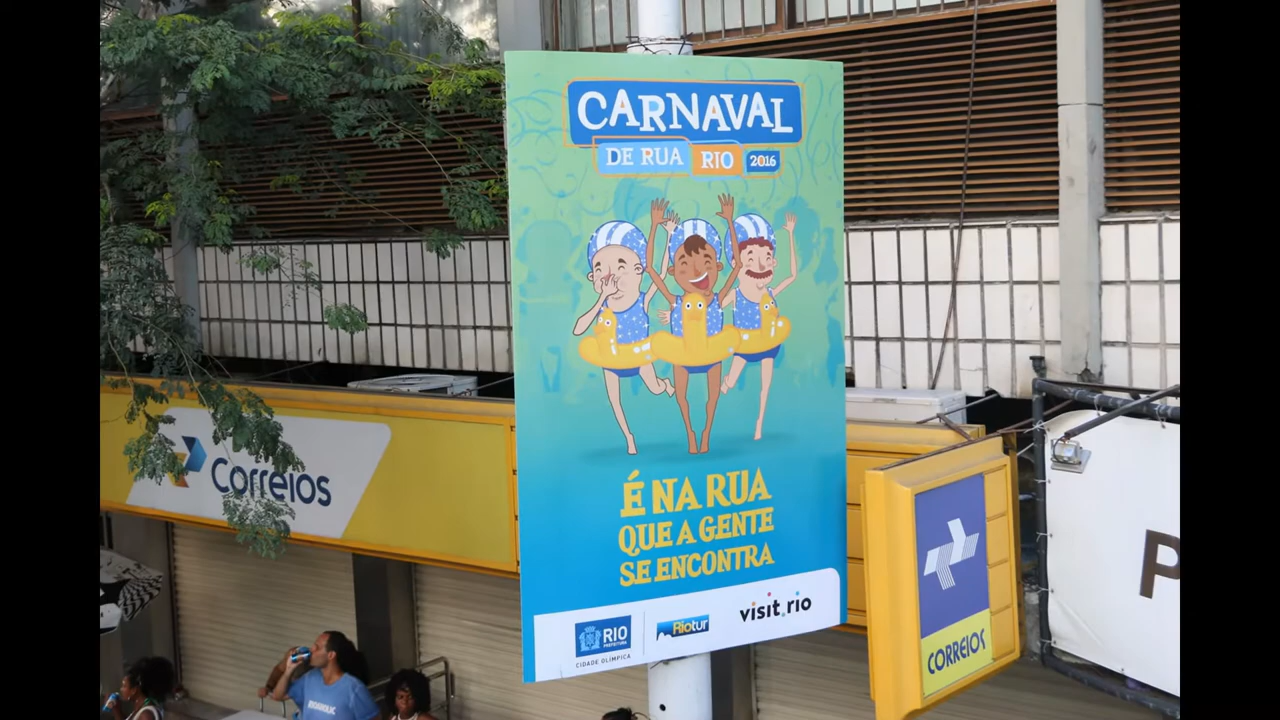 CARNAVAL
DE RUA RIO 2016
É NA RUA
QUE A GENTE
SE ENCONTRA
RIO
PREFEITURA
CIDADE OLÍMPICA
Riotur
visit.rio
Correios
CORREIOS
P